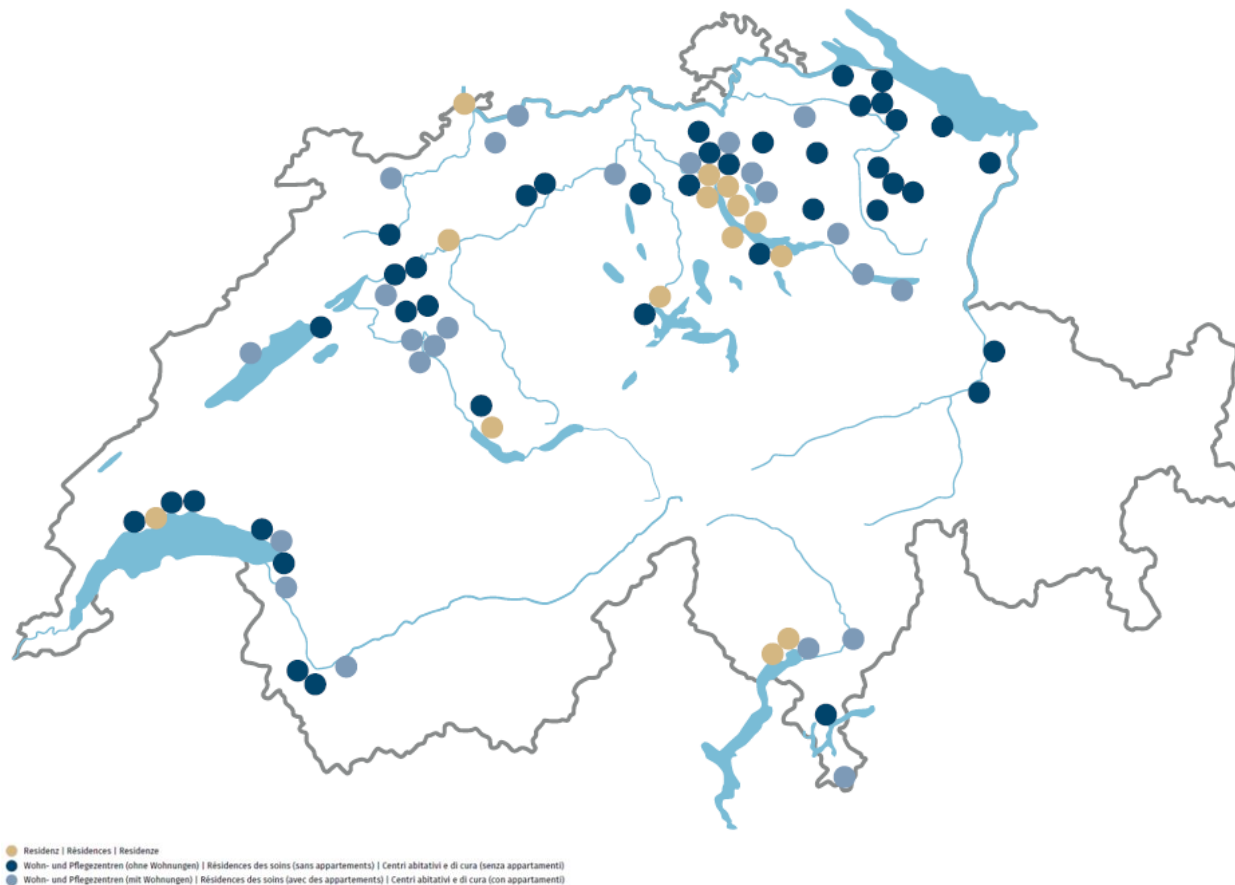 Residenz | Résidences | Residenze
Wohn- und Pflegezentren (ohne Wohnungen) | Résidences des soins (sans appartements) | Centri abitativi e di cura (senza appartamenti)
Wohn- und Pflegezentren (mit Wohnungen) | Résidences des soins (avec des appartements) | Centri abitativi e di cura (con appartamenti)